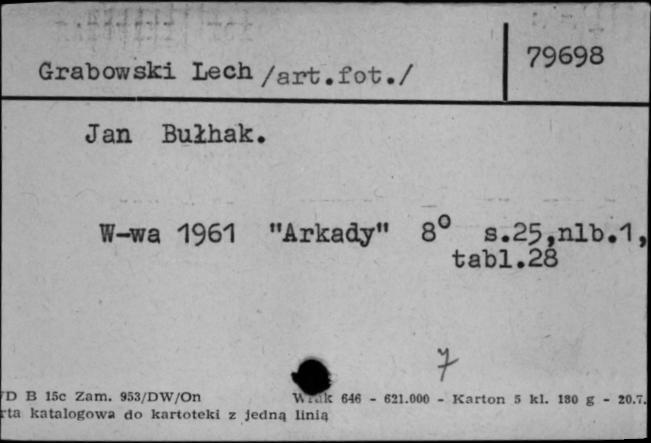 79698
Grabowski Lech /art.fot./
Jan Bułhak.
W-wa 1961 "Arkady" 8° s.25,nlb.1,
tabl.28
7
/D B 15c Zam. 953/DW/On 646 - 621.000 - Karton 5 kl. 180 g - 20.7.
rta katalogowa do kartoteki z jedną linią